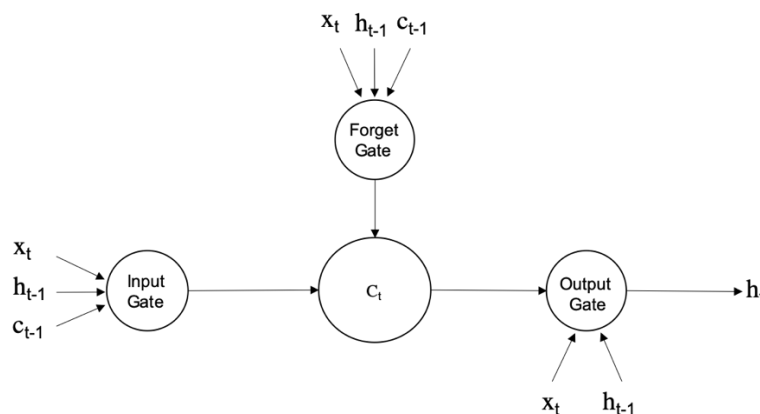 xₜ hₜ₋₁ cₜ₋₁
Forget
Gate
xₜ
hₜ₋₁
cₜ₋₁
Input
Gate
Cₜ
Output
Gate
h
xₜ hₜ₋₁